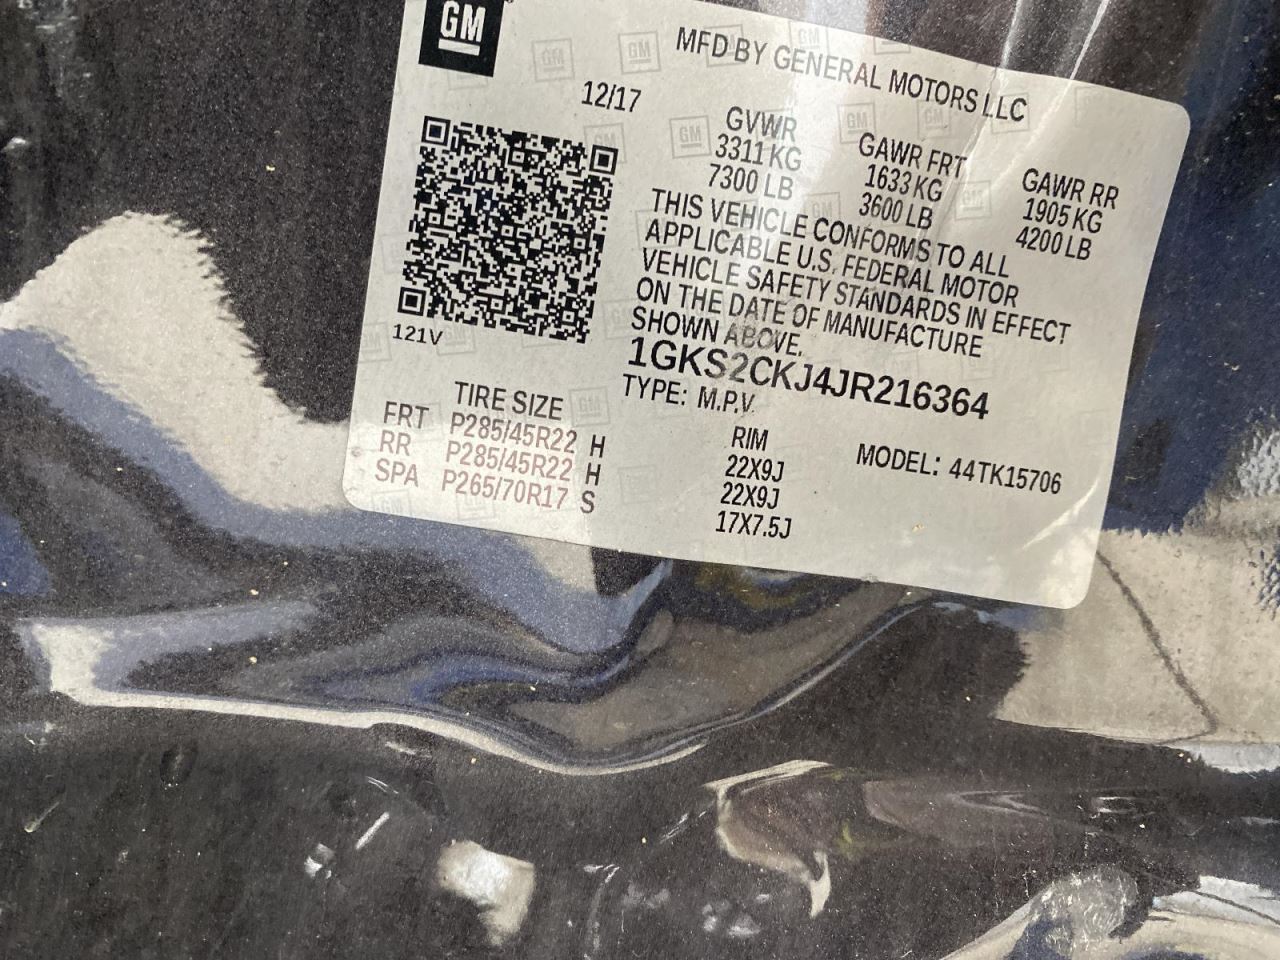 GM
MFD BY GENERAL MOTORS LLC
12/17
GVWR GAWR FRT GAWR RR
3311 KG 1633 KG 1905 KG
7300 LB 3600 LB 4200 LB
THIS VEHICLE CONFORMS TO ALL
APPLICABLE U.S. FEDERAL MOTOR
VEHICLE SAFETY STANDARDS IN EFFECT
ON THE DATE OF MANUFACTURE
SHOWN ABOVE.
121V
1GKS2CKJ4JR216364
TYPE: M.P.V.
TIRE SIZE RIM MODEL: 44TK15706
FRT P285/45R22 H 22X9J
RR P285/45R22 H 22X9J
SPA P265/70R17 S 17X7.5J